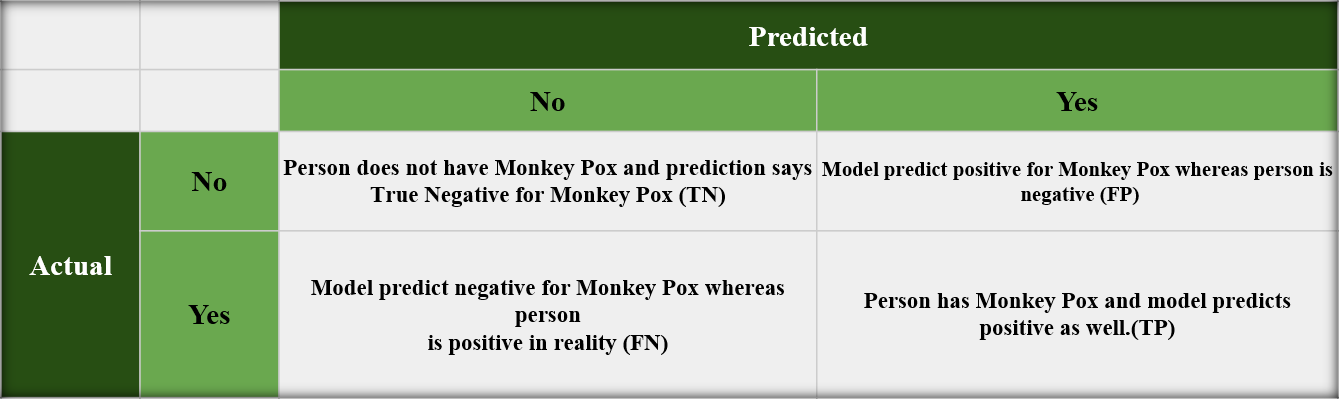 Predicted
No
Yes
No
Person does not have Monkey Pox and prediction says
True Negative for Monkey Pox (TN)
Model predict positive for Monkey Pox whereas person is
negative (FP)
Actual
Yes
Model predict negative for Monkey Pox whereas
person
is positive in reality (FN)
Person has Monkey Pox and model predicts
positive as well.(TP)